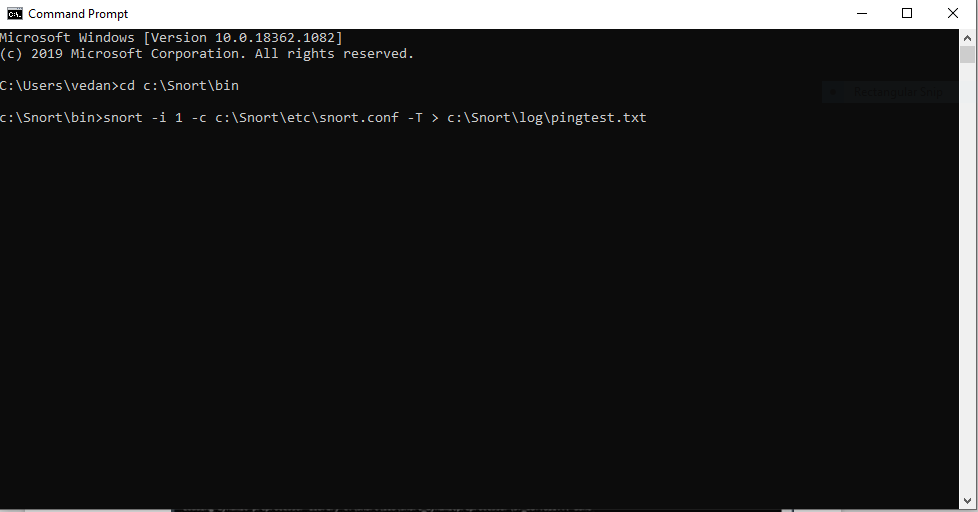 Command Prompt
Microsoft Windows [Version 10.0.18362.1082]
(c) 2019 Microsoft Corporation. All rights reserved.
C:\Users\vedan>cd c:\Snort\bin
Rectangular Snip
c:\Snort\bin>snort -i 1 -c c:\Snort\etc\snort.conf -T > c:\Snort\log\pingtest.txt